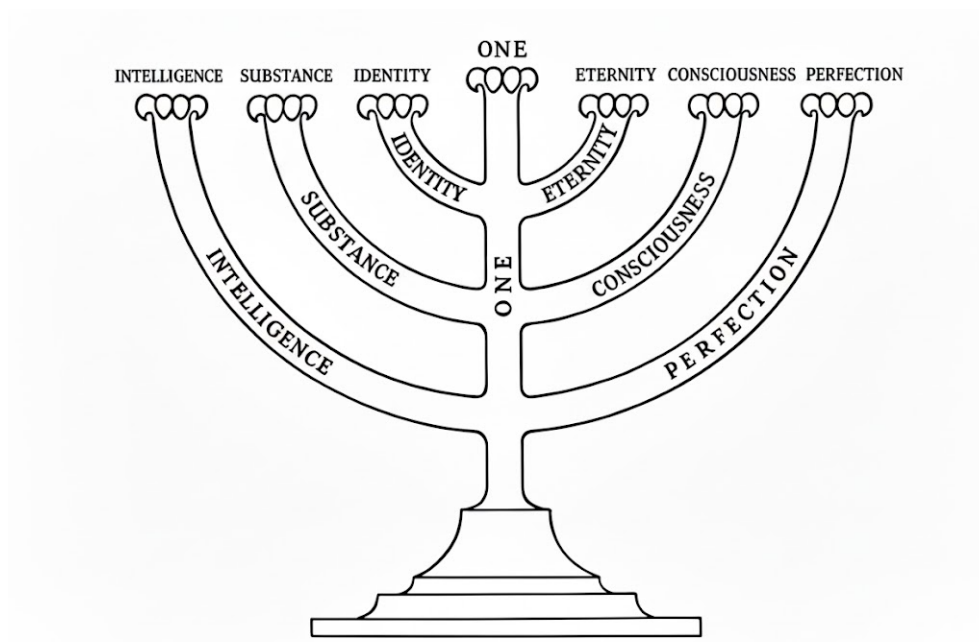 ONE
INTELLIGENCE SUBSTANCE IDENTITY ETERNITY CONSCIOUSNESS PERFECTION
IDENTITY
ETERNITY
SUBSTANCE
CONSCIOUSNESS
ONE
INTELLIGENCE
PERFECTION